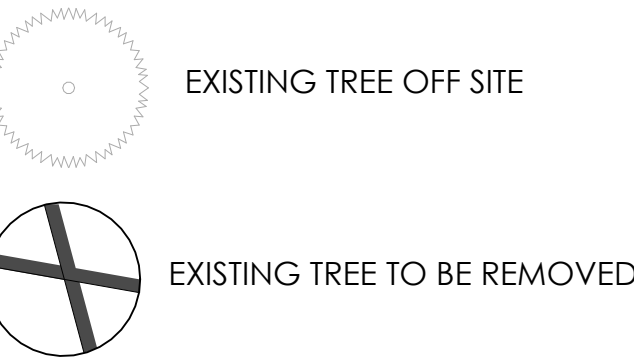 EXISTING TREE OFF SITE
EXISTING TREE TO BE REMOVED